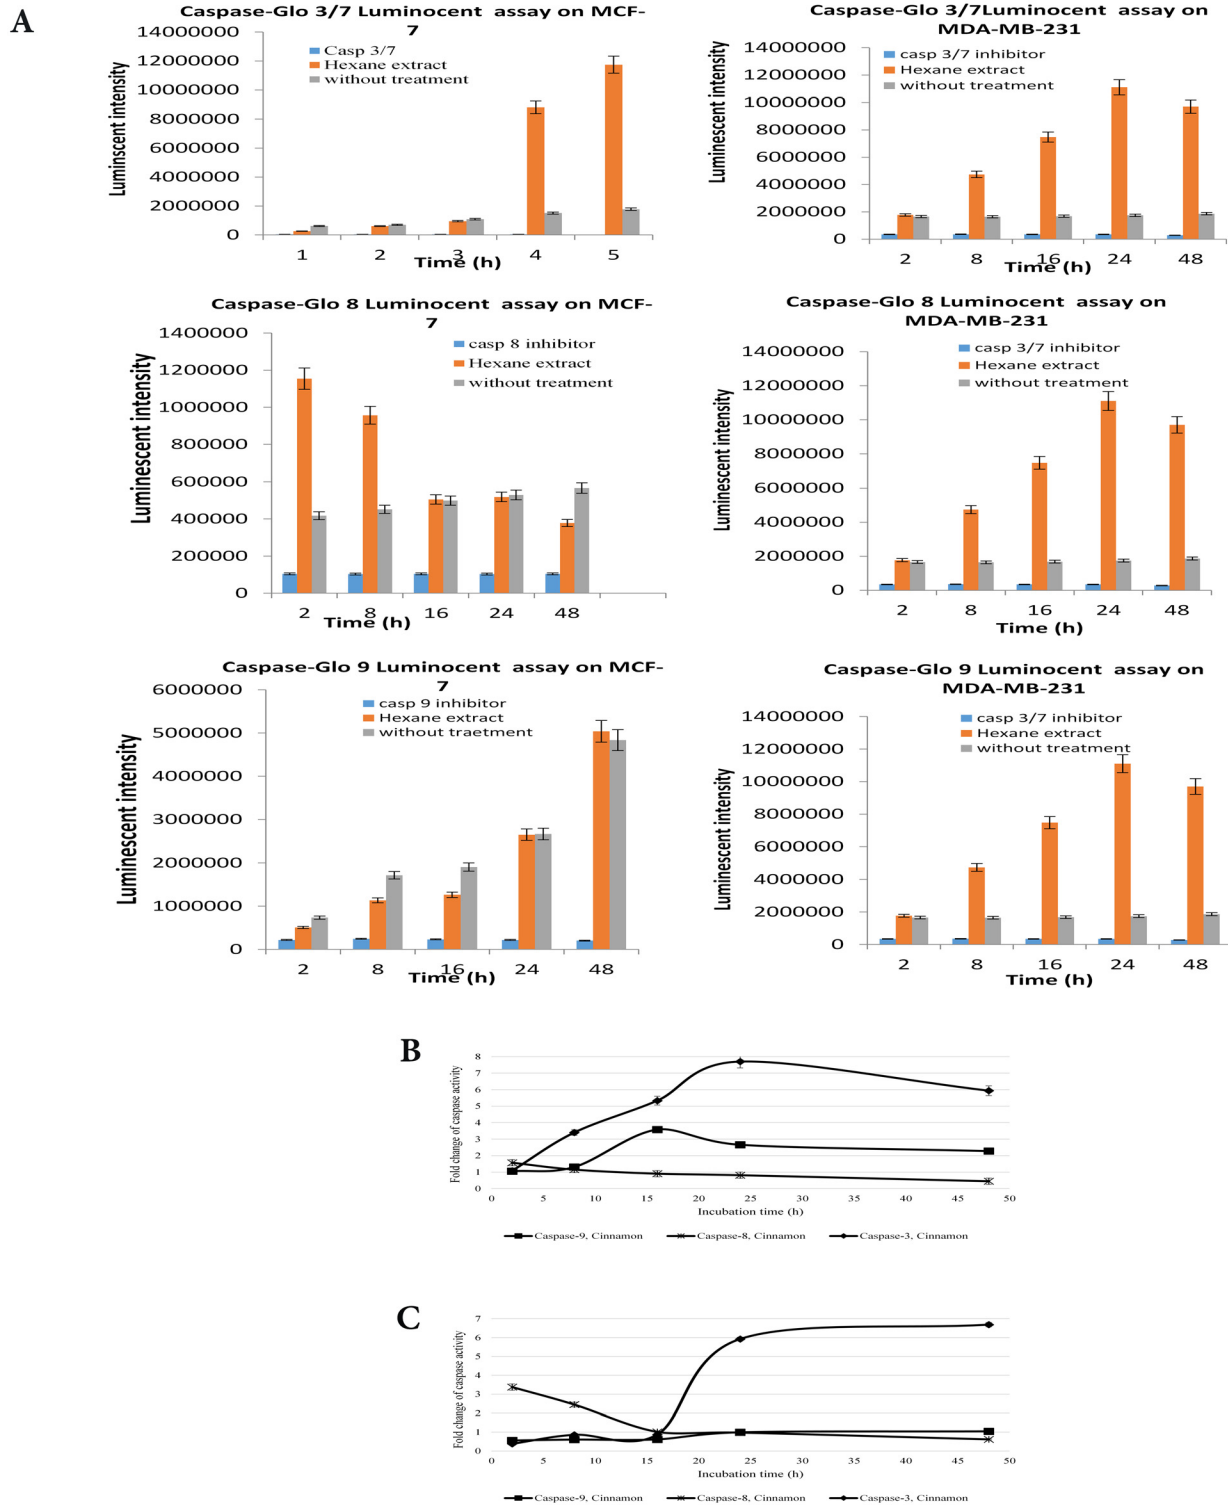 A
Caspase-Glo 3/7 Luminocent assay on MCF-
7
14000000
12000000
10000000
8000000
6000000
4000000
2000000
0
Luminscent intensity
Casp 3/7
Hexane extract
without treatment
1 2 3 4 5
Time (h)
Caspase-Glo 3/7Luminocent assay on
MDA-MB-231
14000000
12000000
10000000
8000000
6000000
4000000
2000000
0
Luminescent intensity
casp 3/7 inhibitor
Hexane extract
without treatment
2 8 16 24 48
Time (h)
Caspase-Glo 8 Luminocent assay on MCF-
7
1400000
1200000
1000000
800000
600000
400000
200000
0
Luminescent intensity
casp 8 inhibitor
Hexane extract
without treatment
2 8 16 24 48
Time (h)
Caspase-Glo 8 Luminocent assay on
MDA-MB-231
14000000
12000000
10000000
8000000
6000000
4000000
2000000
0
Luminescent intensity
casp 3/7 inhibitor
Hexane extract
without treatment
2 8 16 24 48
Time (h)
Caspase-Glo 9 Luminocent assay on MCF-
7
6000000
5000000
4000000
3000000
2000000
1000000
0
Luminescent intensity
casp 9 inhibitor
Hexane extract
without traetment
2 8 16 24 48
Time (h)
Caspase-Glo 9 Luminocent assay on
MDA-MB-231
14000000
12000000
10000000
8000000
6000000
4000000
2000000
0
Luminescent intensity
casp 3/7 inhibitor
Hexane extract
without treatment
2 8 16 24 48
Time (h)
B
8
7
6
5
4
3
2
1
0
Fold change of caspase activity
0 5 10 15 20 25 30 35 40 45 50
Incubation time (h)
Caspase-9, Cinnamon Caspase-8, Cinnamon Caspase-3, Cinnamon
C
7
6
5
4
3
2
1
0
Fold change of caspase activity
0 5 10 15 20 25 30 35 40 45 50
Incubation time (h)
Caspase-9, Cinnamon Caspase-8, Cinnamon Caspase-3, Cinnamon